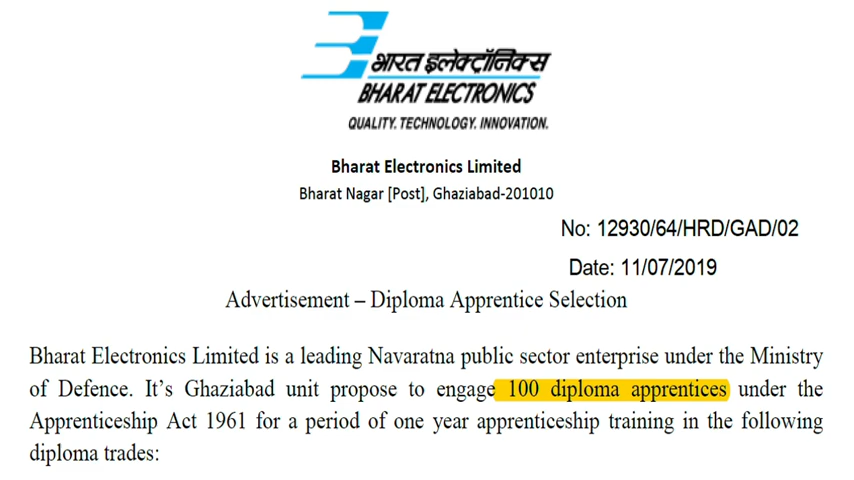 भारत इलेक्ट्रॉनिक्स
BHARAT ELECTRONICS
QUALITY. TECHNOLOGY. INNOVATION.
Bharat Electronics Limited
Bharat Nagar [Post], Ghaziabad-201010
No: 12930/64/HRD/GAD/02
Date: 11/07/2019
Advertisement – Diploma Apprentice Selection
Bharat Electronics Limited is a leading Navaratna public sector enterprise under the Ministry
of Defence. It’s Ghaziabad unit propose to engage 100 diploma apprentices under the
Apprenticeship Act 1961 for a period of one year apprenticeship training in the following
diploma trades: